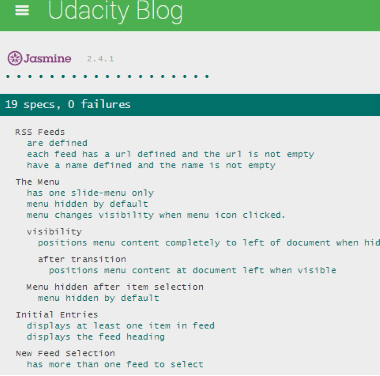 Udacity Blog
Jasmine 2.4.1
19 specs, 0 failures
RSS Feeds
are defined
each feed has a url defined and the url is not empty
have a name defined and the name is not empty
The Menu
has one slide-menu only
menu hidden by default
menu changes visibility when menu icon clicked.
visibility
positions menu content completely to left of document when hid
after transition
positions menu content at document left when visible
Menu hidden after item selection
menu hidden by default
Initial Entries
displays at least one item in feed
displays the feed heading
New Feed Selection
has more than one feed to select